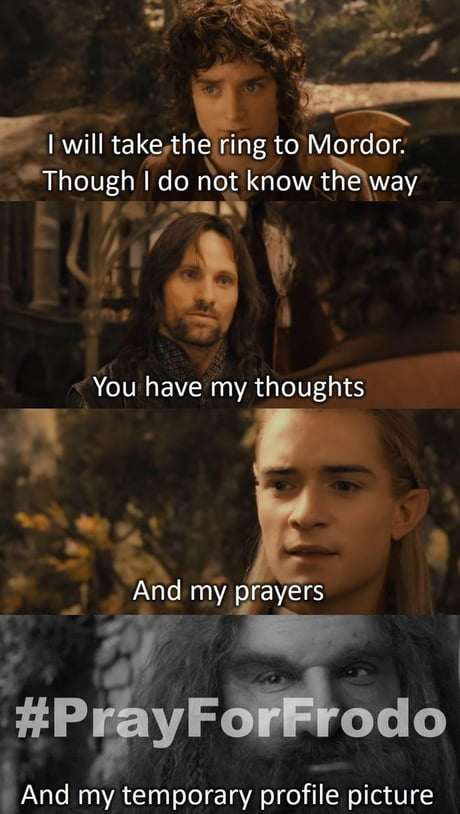 I will take the ring to Mordor.
Though I do not know the way
You have my thoughts
And my prayers
#PrayForFrodo
And my temporary profile picture